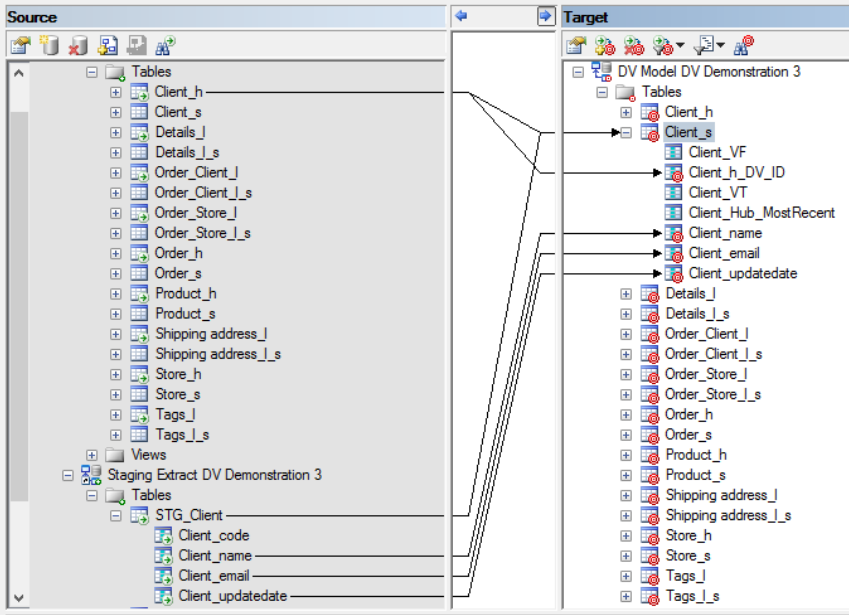 Source
Tables
Client_h
Client_s
Details_l
Details_l_s
Order_Client_l
Order_Client_l_s
Order_Store_l
Order_Store_l_s
Order_h
Order_s
Product_h
Product_s
Shipping address_l
Shipping address_l_s
Store_h
Store_s
Tags_l
Tags_l_s
Views
Staging Extract DV Demonstration 3
Tables
STG_Client
Client_code
Client_name
Client_email
Client_updatedate
Target
DV Model DV Demonstration 3
Tables
Client_h
Client_s
Client_VF
Client_h_DV_ID
Client_VT
Client_Hub_MostRecent
Client_name
Client_email
Client_updatedate
Details_l
Details_l_s
Order_Client_l
Order_Client_l_s
Order_Store_l
Order_Store_l_s
Order_h
Order_s
Product_h
Product_s
Shipping address_l
Shipping address_l_s
Store_h
Store_s
Tags_l
Tags_l_s